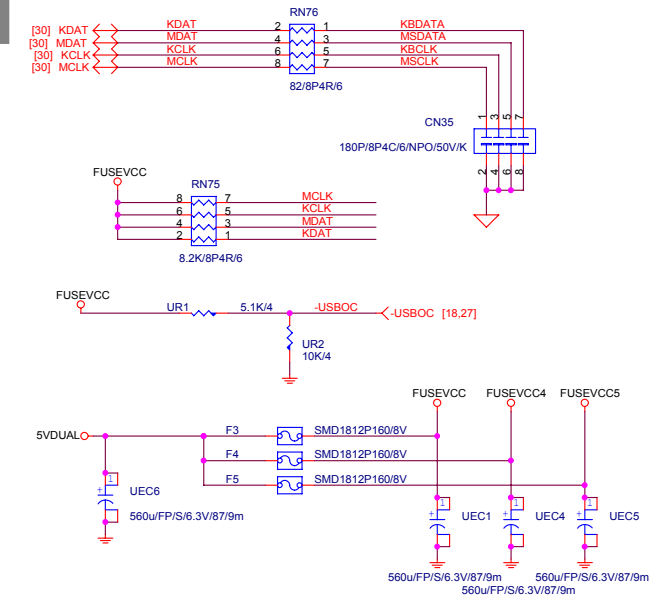 RN76
[30] KDAT KDAT 2 1 KBDATA
[30] MDAT MDAT 4 3 MSDATA
[30] KCLK KCLK 6 5 KBCLK
[30] MCLK MCLK 8 7 MSCLK
82/8P4R/6
CN35
1 3 5 7
180P/8P4C/6/NPO/50V/K
2 4 6 8
FUSEVCC
RN75
8 7 MCLK
6 5 KCLK
4 3 MDAT
2 1 KDAT
8.2K/8P4R/6
FUSEVCC
UR1 5.1K/4 -USBOC -USBOC [18,27]
UR2
10K/4
FUSEVCC FUSEVCC4 FUSEVCC5
5VDUAL F3 SMD1812P160/8V
F4 SMD1812P160/8V
F5 SMD1812P160/8V
1
+ UEC6
560u/FP/S/6.3V/87/9m
1 1 1
+ UEC1 + UEC4 + UEC5
560u/FP/S/6.3V/87/9m 560u/FP/S/6.3V/87/9m
560u/FP/S/6.3V/87/9m